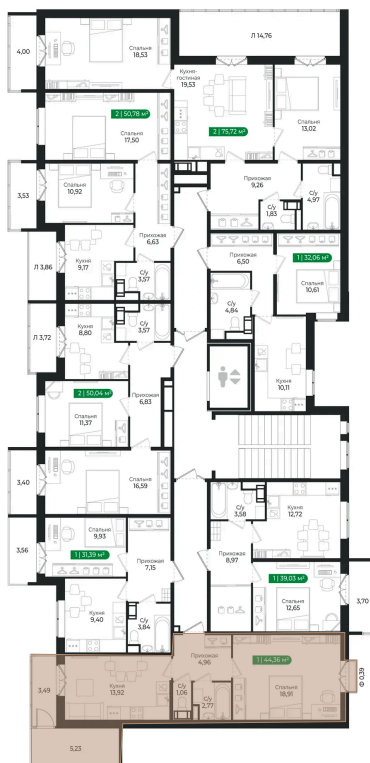 Л 14,76
4,00
Спальня
18,53
Кухня-
гостиная
19,53
2 | 50,78 м²
Спальня
17,50
2 | 75,72 м²
Спальня
13,02
3,53
Спальня
10,92
9,26
Прихожая
С/у
4,97
С/у
1,83
Прихожая
6,63
Прихожая
6,50
1 | 32,06 м²
Л 3,86
Кухня
9,17
С/у
3,57
Спальня
10,61
С/у
4,84
Л 3,72
Кухня
8,80
С/у
3,57
Кухня
10,11
2 | 50,04 м²
Спальня
11,37
Прихожая
6,83
3,40
Спальня
16,59
С/у
3,58
Кухня
12,72
3,56
Спальня
9,93
1 | 31,39 м²
Прихожая
7,15
Прихожая
8,97
1 | 39,03 м²
Спальня
12,65
3,70
Кухня
9,40
С/у
3,84
Прихожая
4,96
1 | 44,36 м²
Ф 0,39
3,49
Кухня
13,92
С/у
1,06
С/у
2,77
Спальня
18,91
5,23